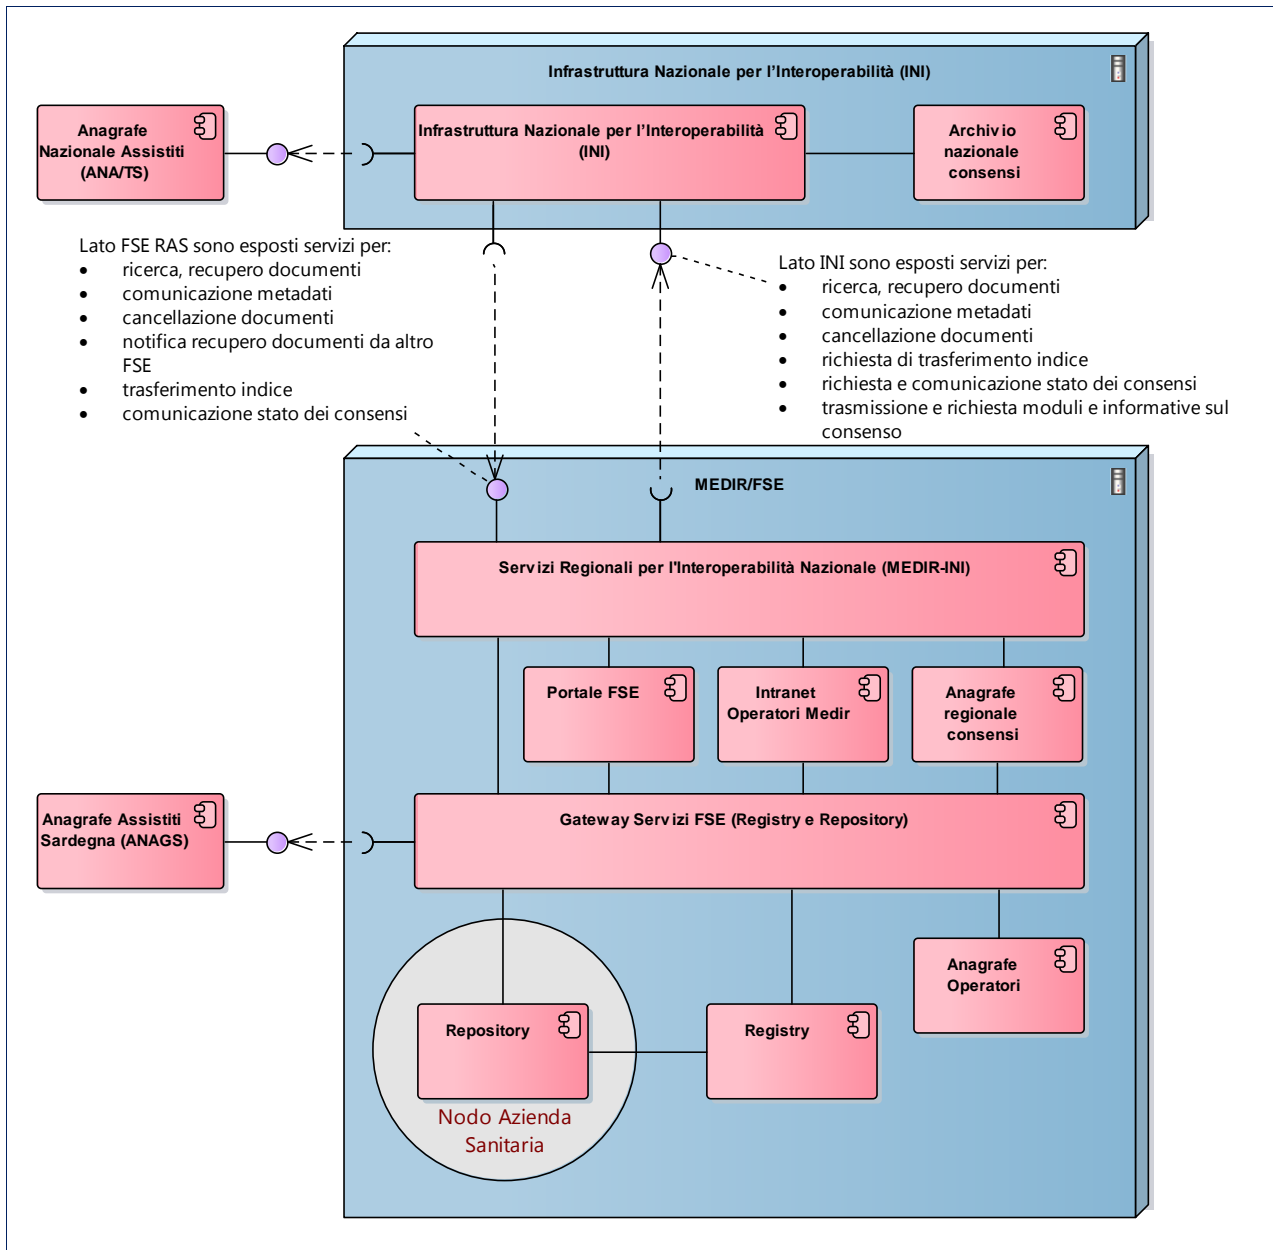 Infrastruttura Nazionale per l’Interoperabilità (INI)
Anagrafe
Nazionale Assistiti
(ANA/TS)
Infrastruttura Nazionale per l’Interoperabilità
(INI)
Archivio
nazionale
consensi
Lato FSE RAS sono esposti servizi per:
• ricerca, recupero documenti
• comunicazione metadati
• cancellazione documenti
• notifica recupero documenti da altro
FSE
• trasferimento indice
• comunicazione stato dei consensi
Lato INI sono esposti servizi per:
• ricerca, recupero documenti
• comunicazione metadati
• cancellazione documenti
• richiesta di trasferimento indice
• richiesta e comunicazione stato dei consensi
• trasmissione e richiesta moduli e informative sul
consenso
MEDIR/FSE
Servizi Regionali per l'Interoperabilità Nazionale (MEDIR-INI)
Portale FSE
Intranet
Operatori Medir
Anagrafe
regionale
consensi
Anagrafe Assistiti
Sardegna (ANAGS)
Gateway Servizi FSE (Registry e Repository)
Anagrafe
Operatori
Repository
Registry
Nodo Azienda
Sanitaria